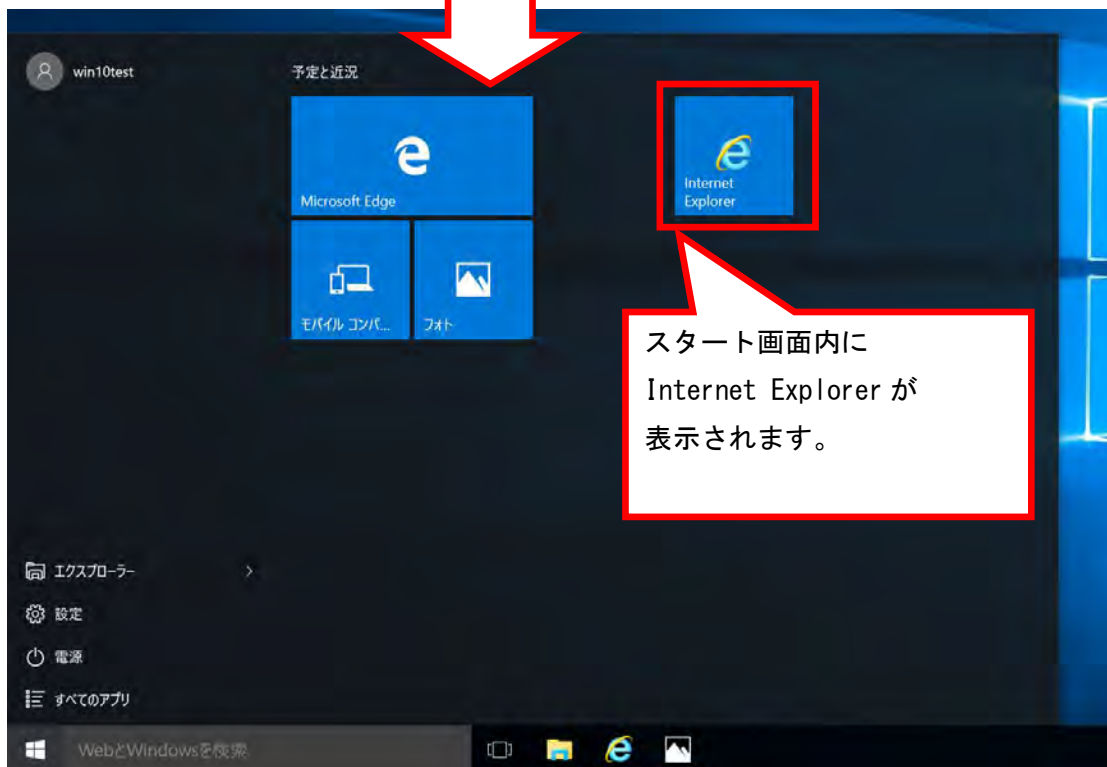 win10test
予定と近況
Microsoft Edge
Internet
Explorer
モバイル コンパ...
フォト
スタート画面内に
Internet Explorer が
表示されます。
エクスプローラー
設定
電源
すべてのアプリ
WebとWindowsを検索